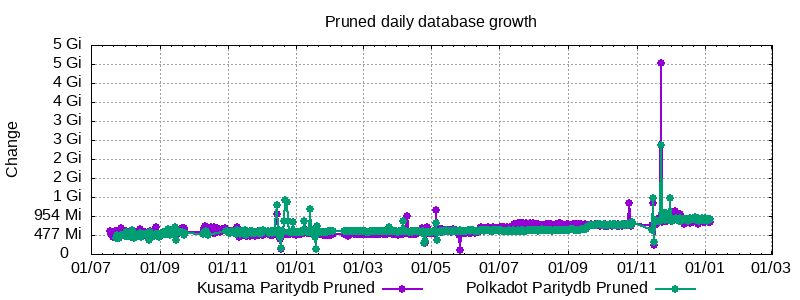 Pruned daily database growth
5 Gi
5 Gi
4 Gi
4 Gi
3 Gi
3 Gi
2 Gi
2 Gi
1 Gi
954 Mi
477 Mi
0
Change
01/07 01/09 01/11 01/01 01/03 01/05 01/07 01/09 01/11 01/01 01/03
Kusama Paritydb Pruned Polkadot Paritydb Pruned